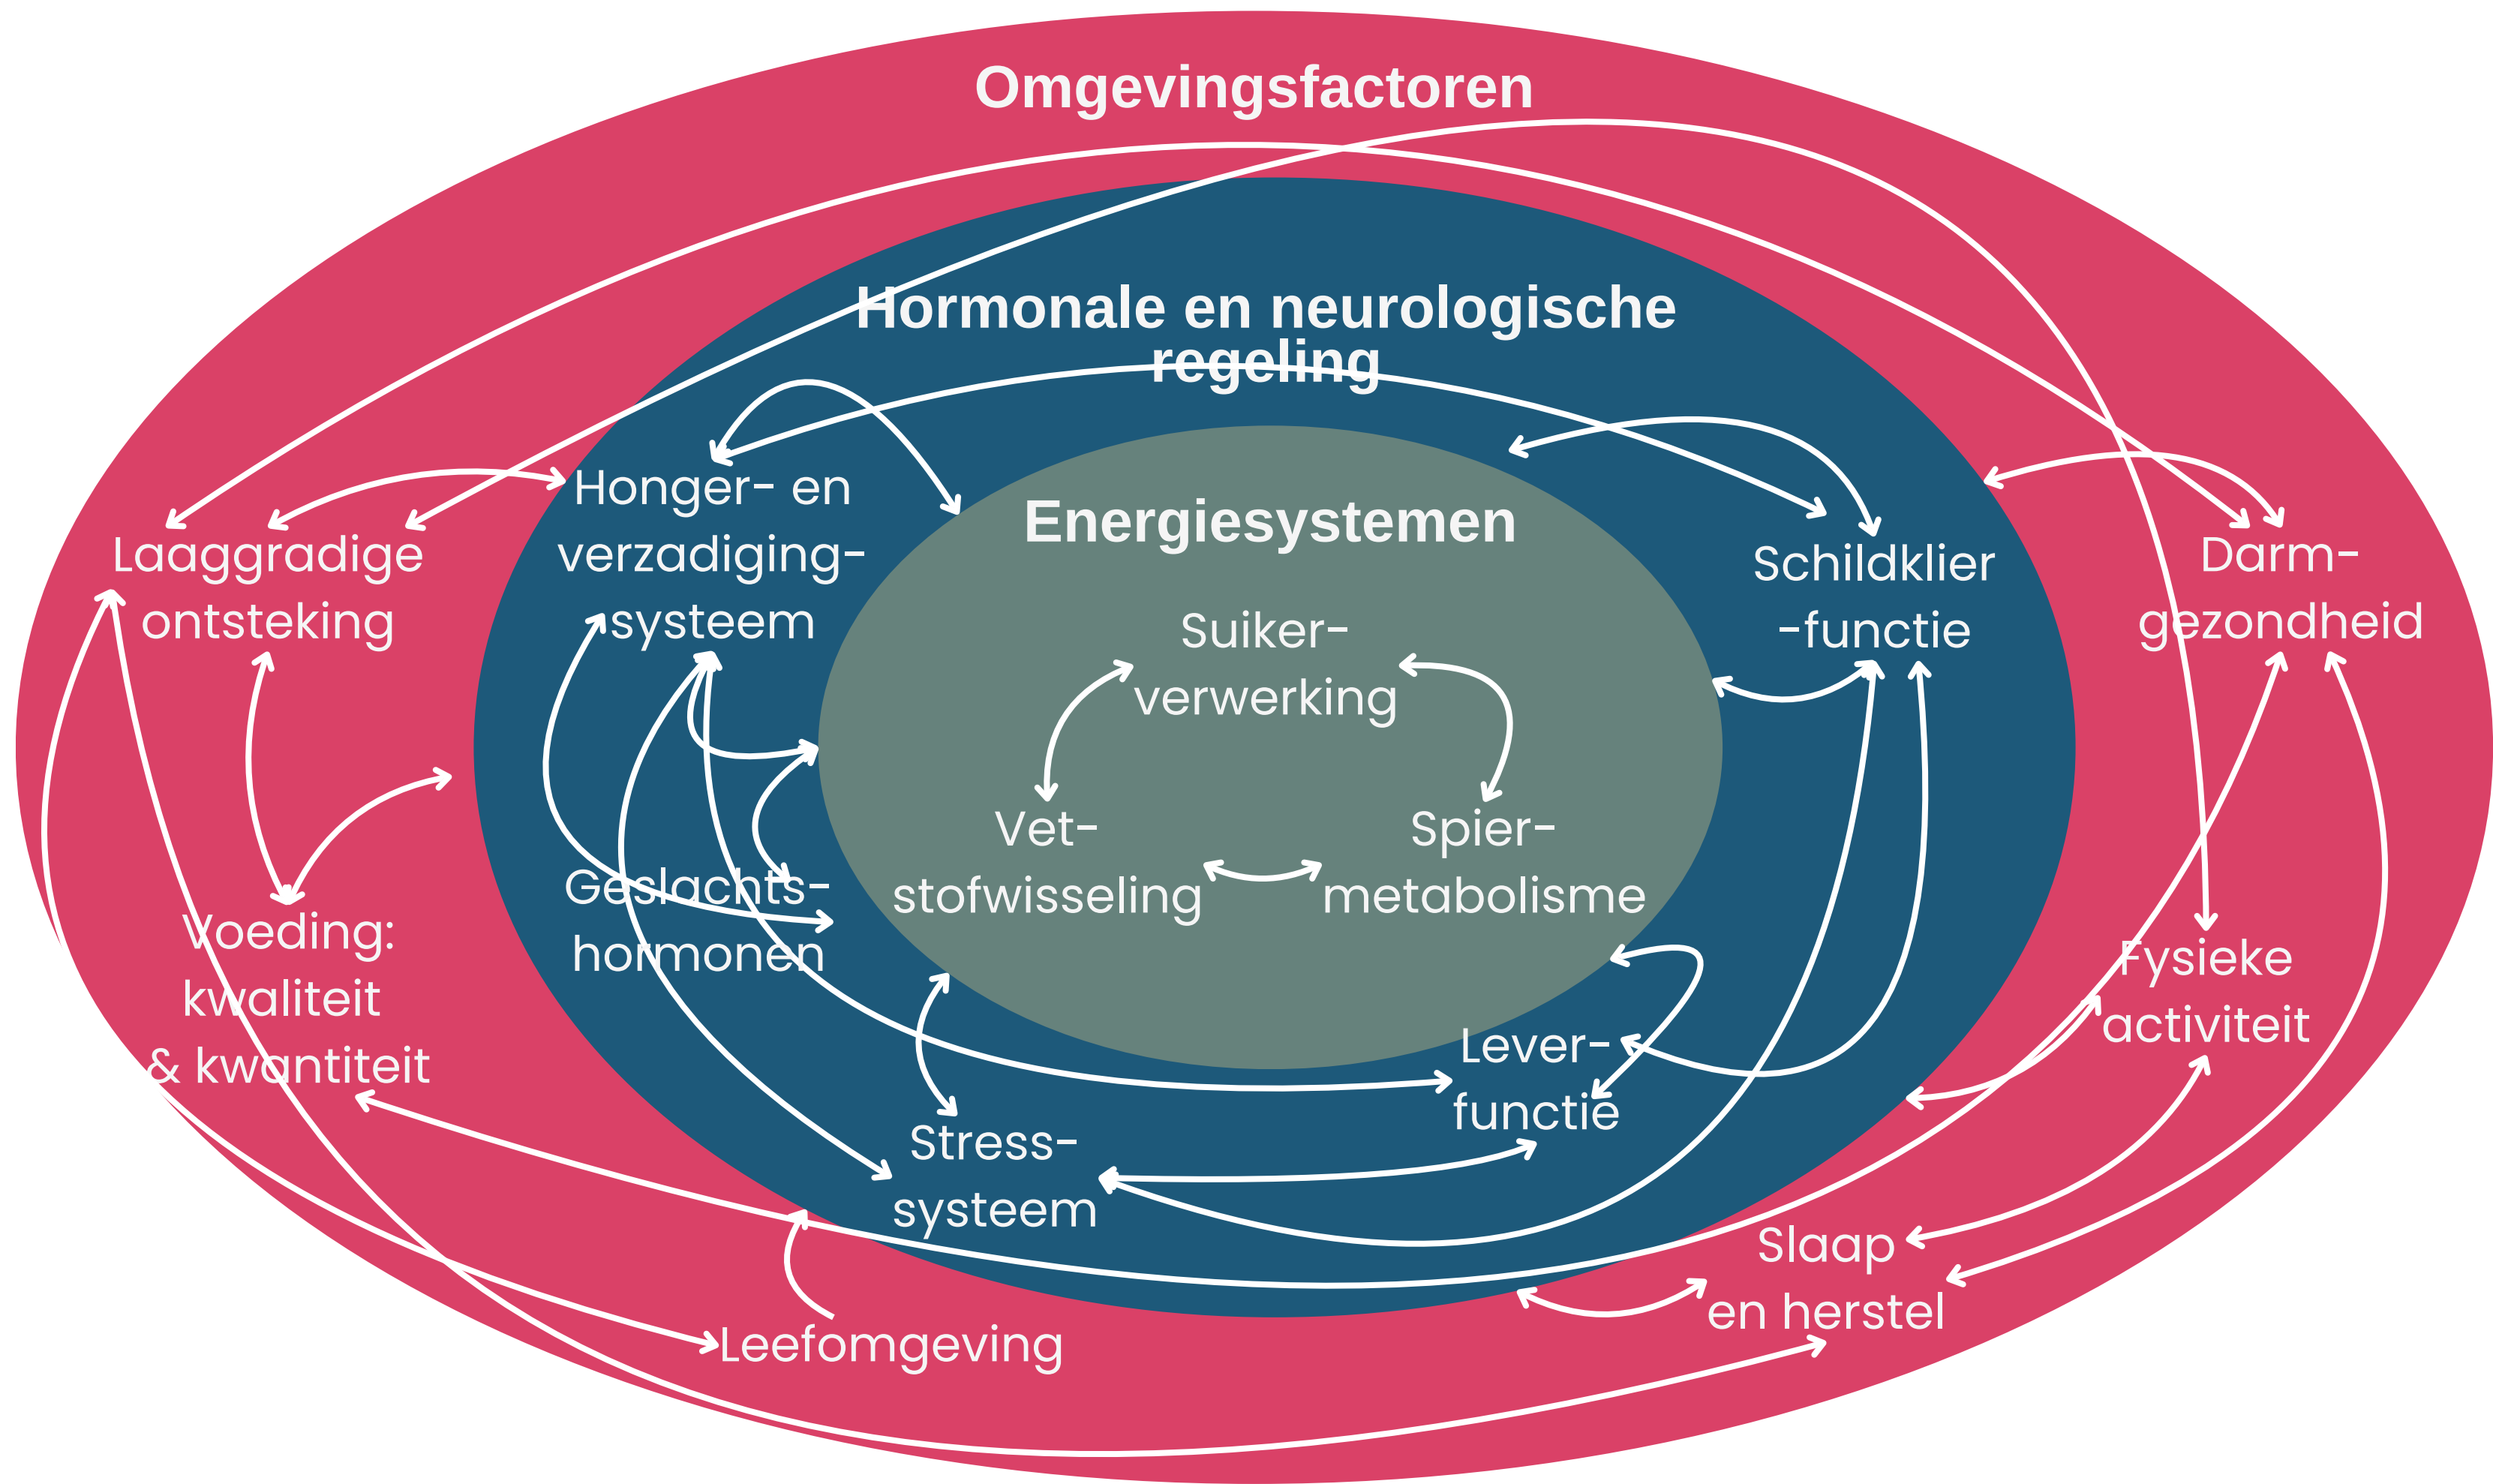 Omgevingsfactoren
Hormonale en neurologische
regeling
Energiesystemen
Honger- en
verzadiging-
systeem
Laaggradige
ontsteking
Schildklier
-functie
Darm-
gezondheid
Suiker-
verwerking
Vet-
stofwisseling
Spier-
metabolisme
Geslachts-
hormonen
Voeding:
kwaliteit
& kwantiteit
Fysieke
activiteit
Lever-
functie
Stress-
systeem
Slaap
en herstel
Leefomgeving